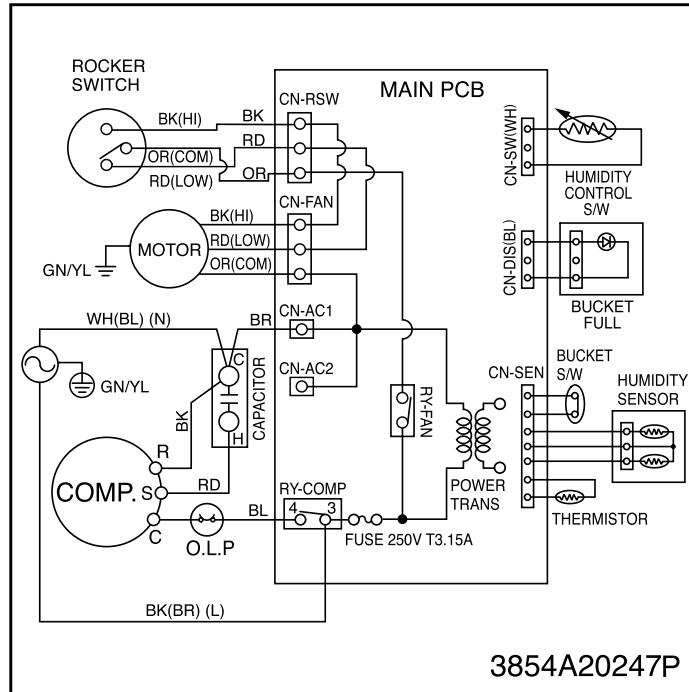 ROCKER
SWITCH
MAIN PCB
CN-RSW
BK(HI)
BK
RD
OR(COM)
RD(LOW)
OR
CN-SW(WH)
HUMIDITY
CONTROL
S/W
CN-FAN
BK(HI)
RD(LOW)
OR(COM)
MOTOR
GN/YL
CN-DIS(BL)
BUCKET
FULL
WH(BL) (N)
BR
CN-AC1
CN-AC2
GN/YL
C
H
CAPACITOR
BK
RY-FAN
CN-SEN
BUCKET
S/W
HUMIDITY
SENSOR
R
COMP.
S
RD
C
O.L.P
BL
RY-COMP
4
3
FUSE 250V T3.15A
POWER
TRANS
THERMISTOR
BK(BR) (L)
3854A20247P